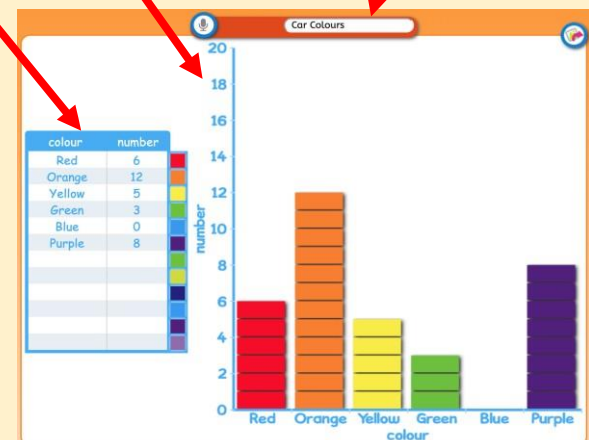 Car Colours
colour number
Red 6
Orange 12
Yellow 5
Green 3
Blue 0
Purple 8
number
20
18
16
14
12
10
8
6
4
2
0
Red Orange Yellow Green Blue Purple
colour